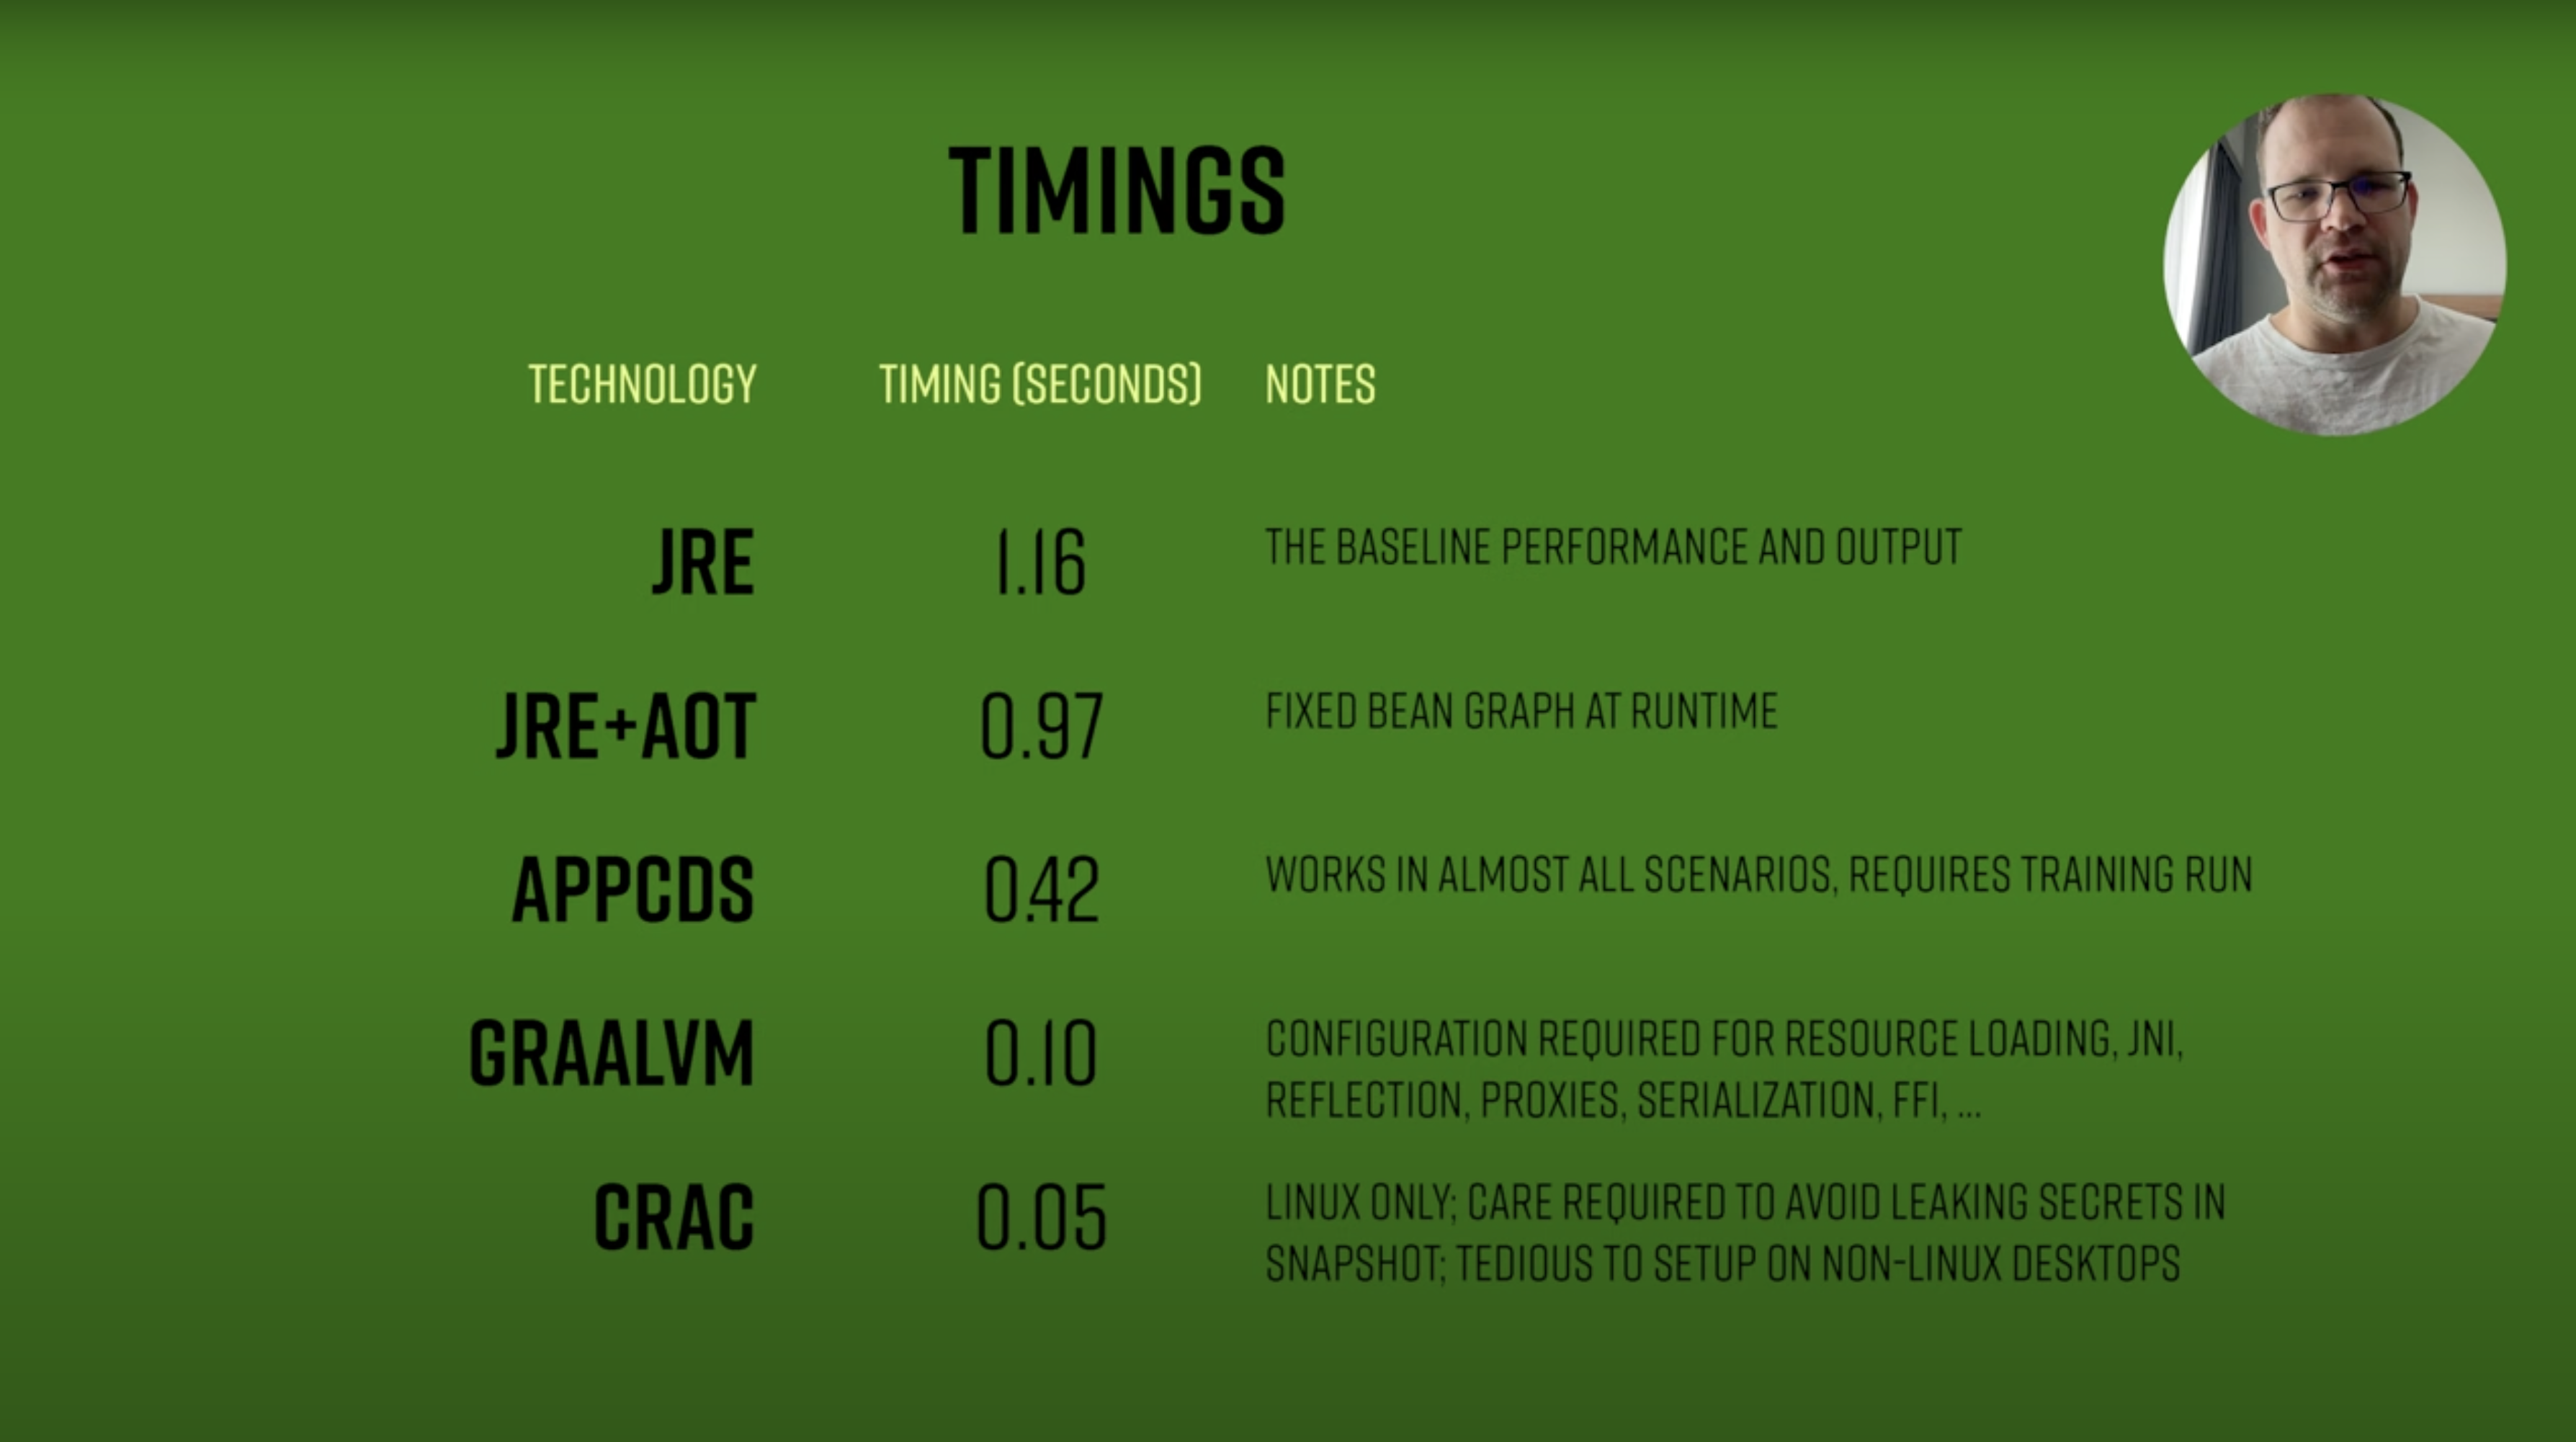 TIMINGS
TECHNOLOGY TIMING (SECONDS) NOTES
JRE 1.16 THE BASELINE PERFORMANCE AND OUTPUT
JRE+AOT 0.97 FIXED BEAN GRAPH AT RUNTIME
APPCDS 0.42 WORKS IN ALMOST ALL SCENARIOS, REQUIRES TRAINING RUN
GRAALVM 0.10 CONFIGURATION REQUIRED FOR RESOURCE LOADING, JNI,
REFLECTION, PROXIES, SERIALIZATION, FFI, ...
CRAC 0.05 LINUX ONLY; CARE REQUIRED TO AVOID LEAKING SECRETS IN
SNAPSHOT; TEDIOUS TO SETUP ON NON-LINUX DESKTOPS